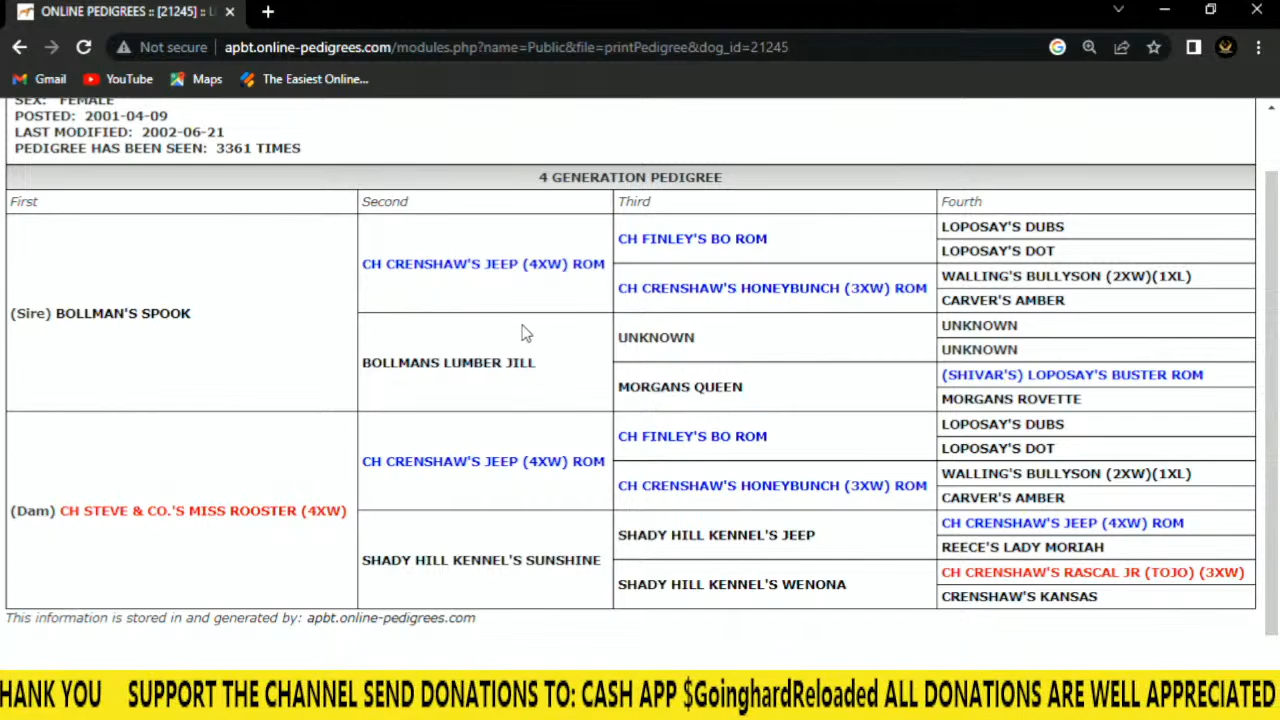 ONLINE PEDIGREES :: [21245] ::
Not secure
apbt.online-pedigrees.com/modules.php?name=Public&file=printPedigree&dog_id=21245
Gmail
YouTube
Maps
The Easiest Online...
SEX: FEMALE
POSTED: 2001-04-09
LAST MODIFIED: 2002-06-21
PEDIGREE HAS BEEN SEEN: 3361 TIMES
4 GENERATION PEDIGREE
First
Second
Third
Fourth
(Sire) BOLLMAN'S SPOOK
CH CRENSHAW'S JEEP (4XW) ROM
CH FINLEY'S BO ROM
LOPOSAY'S DUBS
LOPOSAY'S DOT
CH CRENSHAW'S HONEYBUNCH (3XW) ROM
WALLING'S BULLYSON (2XW)(1XL)
CARVER'S AMBER
BOLLMANS LUMBER JILL
UNKNOWN
UNKNOWN
UNKNOWN
MORGANS QUEEN
(SHIVAR'S) LOPOSAY'S BUSTER ROM
MORGANS ROVETTE
(Dam) CH STEVE & CO.'S MISS ROOSTER (4XW)
CH CRENSHAW'S JEEP (4XW) ROM
CH FINLEY'S BO ROM
LOPOSAY'S DUBS
LOPOSAY'S DOT
CH CRENSHAW'S HONEYBUNCH (3XW) ROM
WALLING'S BULLYSON (2XW)(1XL)
CARVER'S AMBER
SHADY HILL KENNEL'S SUNSHINE
SHADY HILL KENNEL'S JEEP
CH CRENSHAW'S JEEP (4XW) ROM
REECE'S LADY MORIAH
SHADY HILL KENNEL'S WENONA
CH CRENSHAW'S RASCAL JR (TOJO) (3XW)
CRENSHAW'S KANSAS
This information is stored in and generated by: apbt.online-pedigrees.com
HANK YOU SUPPORT THE CHANNEL SEND DONATIONS TO: CASH APP $GoinghardReloaded ALL DONATIONS ARE WELL APPRECIATED